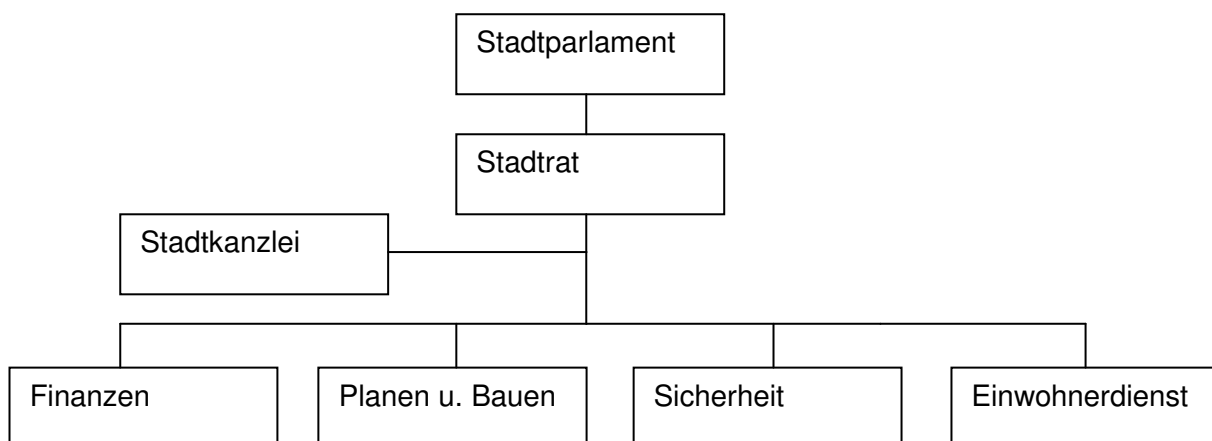 Stadtparlament
Stadtrat
Stadtkanzlei
Finanzen
Planen u. Bauen
Sicherheit
Einwohnerdienst